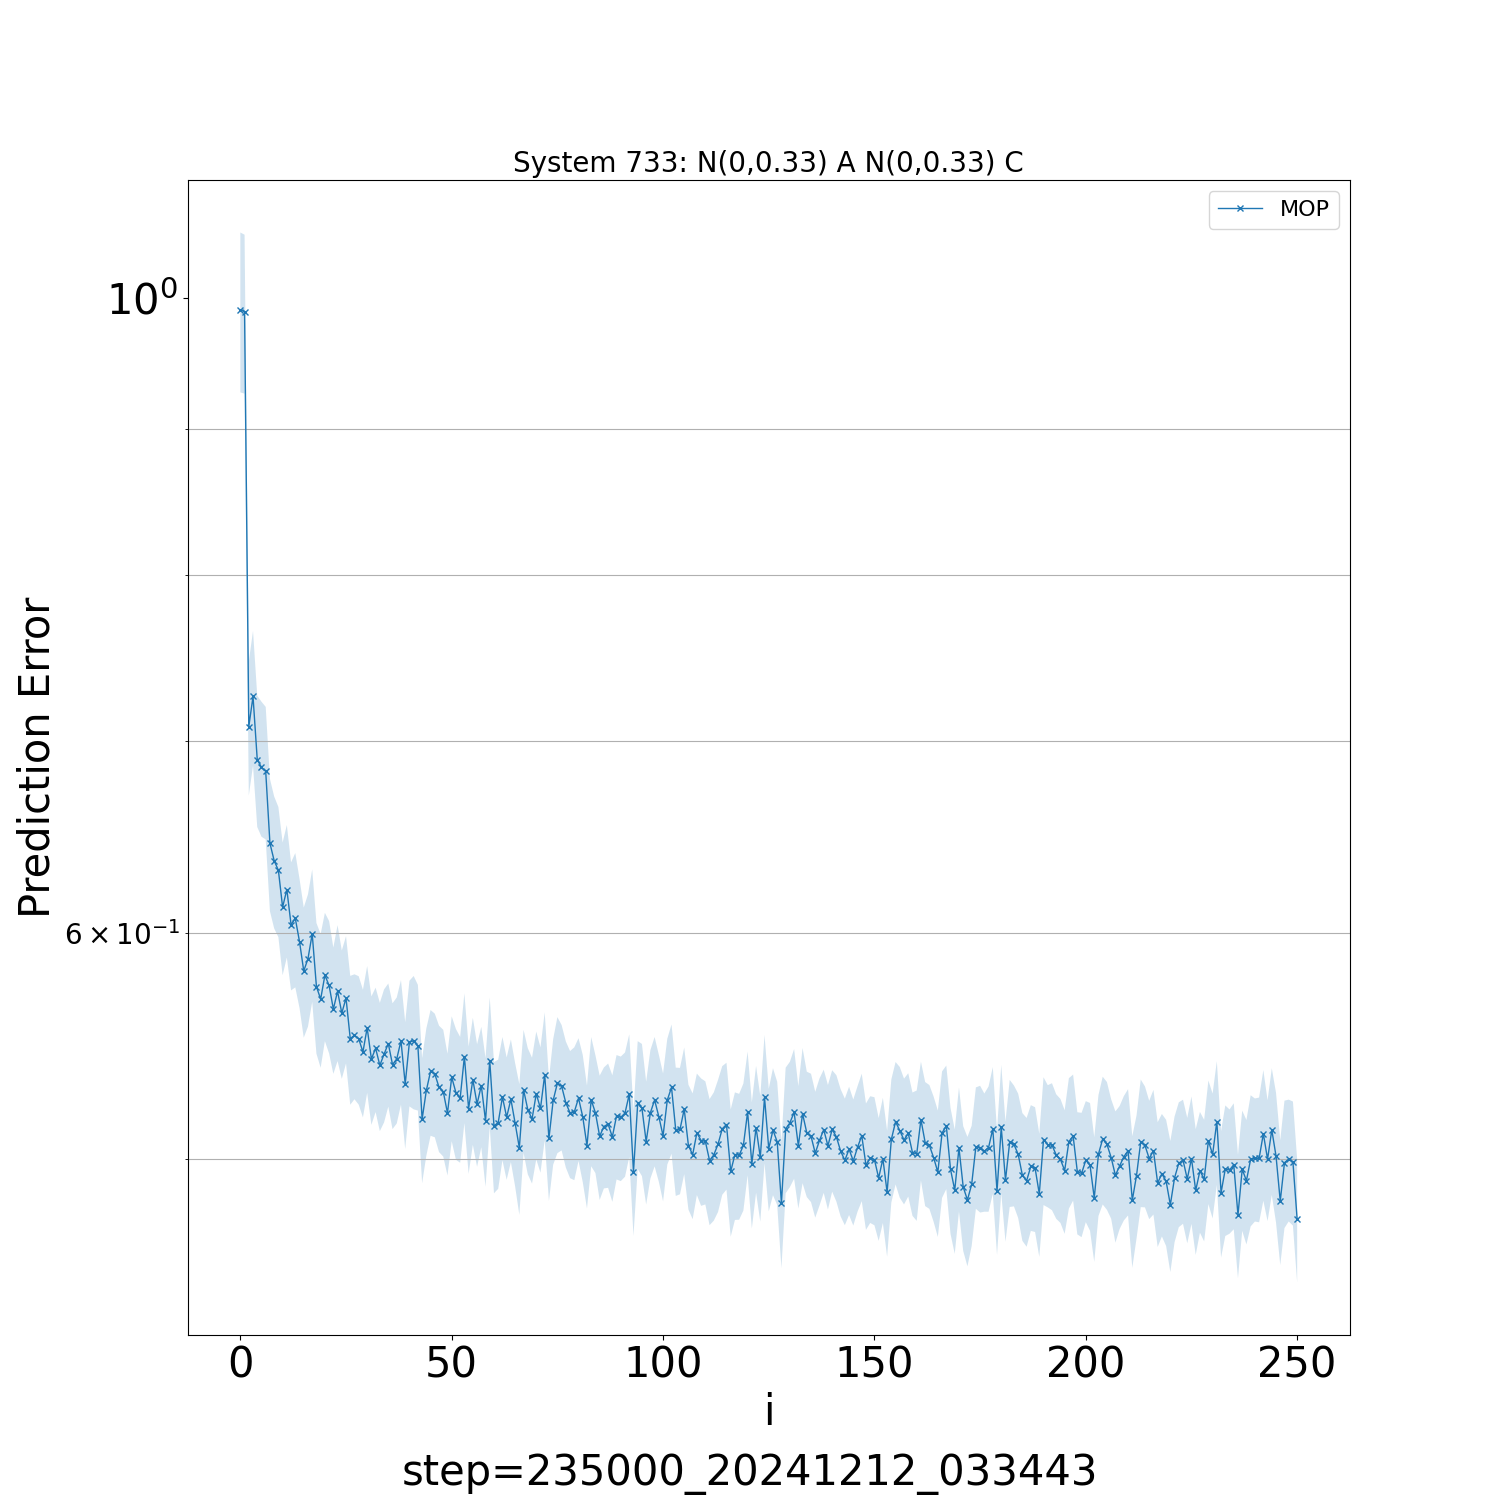 System 733: N(0,0.33) A N(0,0.33) C
MOP
10⁰
6 × 10⁻¹
Prediction Error
0 50 100 150 200 250
i
step=235000_20241212_033443